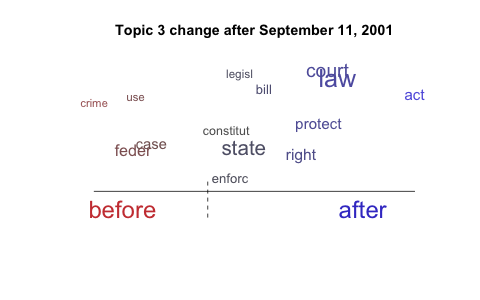 Topic 3 change after September 11, 2001
court
legisl
law
bill
act
use
crime
protect
constitut
case
feder
state
right
enforc
before
after